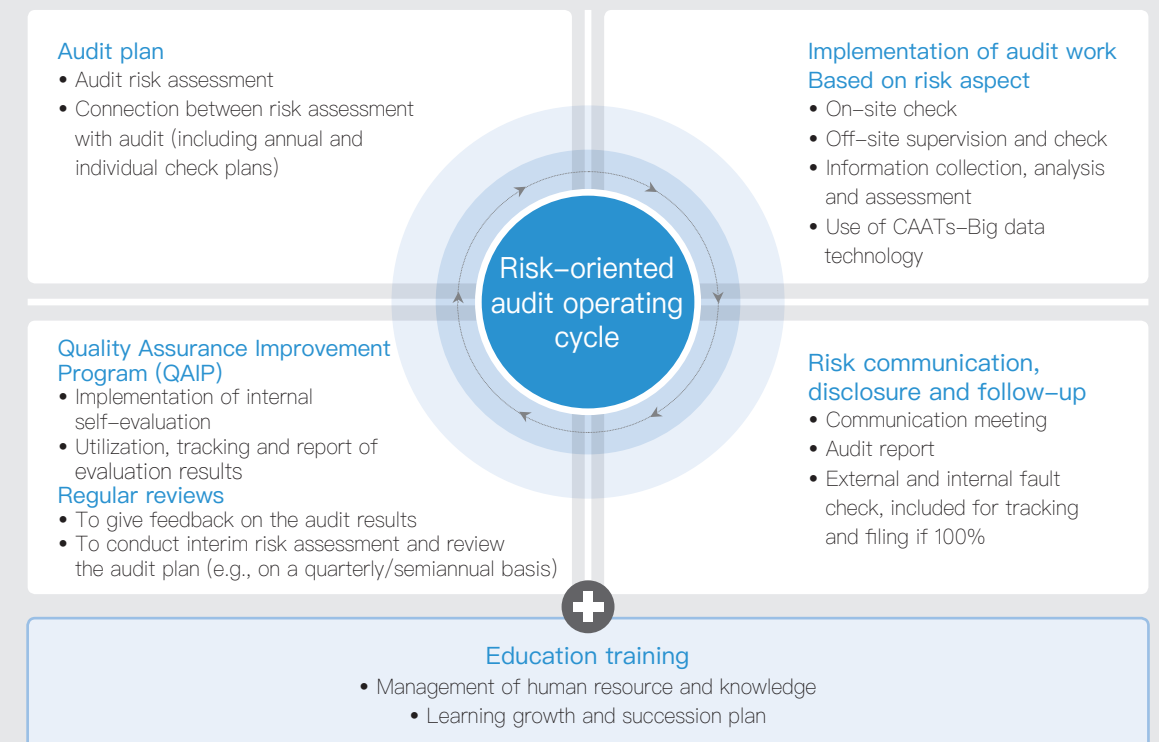 Audit plan
• Audit risk assessment
• Connection between risk assessment
with audit (including annual and
individual check plans)
Implementation of audit work
Based on risk aspect
• On–site check
• Off–site supervision and check
• Information collection, analysis
and assessment
• Use of CAATs–Big data
technology
Risk–oriented
audit operating
cycle
Quality Assurance Improvement
Program (QAIP)
• Implementation of internal
self–evaluation
• Utilization, tracking and report of
evaluation results
Regular reviews
• To give feedback on the audit results
• To conduct interim risk assessment and review
the audit plan (e.g., on a quarterly/semiannual basis)
Risk communication,
disclosure and follow–up
• Communication meeting
• Audit report
• External and internal fault
check, included for tracking
and filing if 100%
Education training
• Management of human resource and knowledge
• Learning growth and succession plan